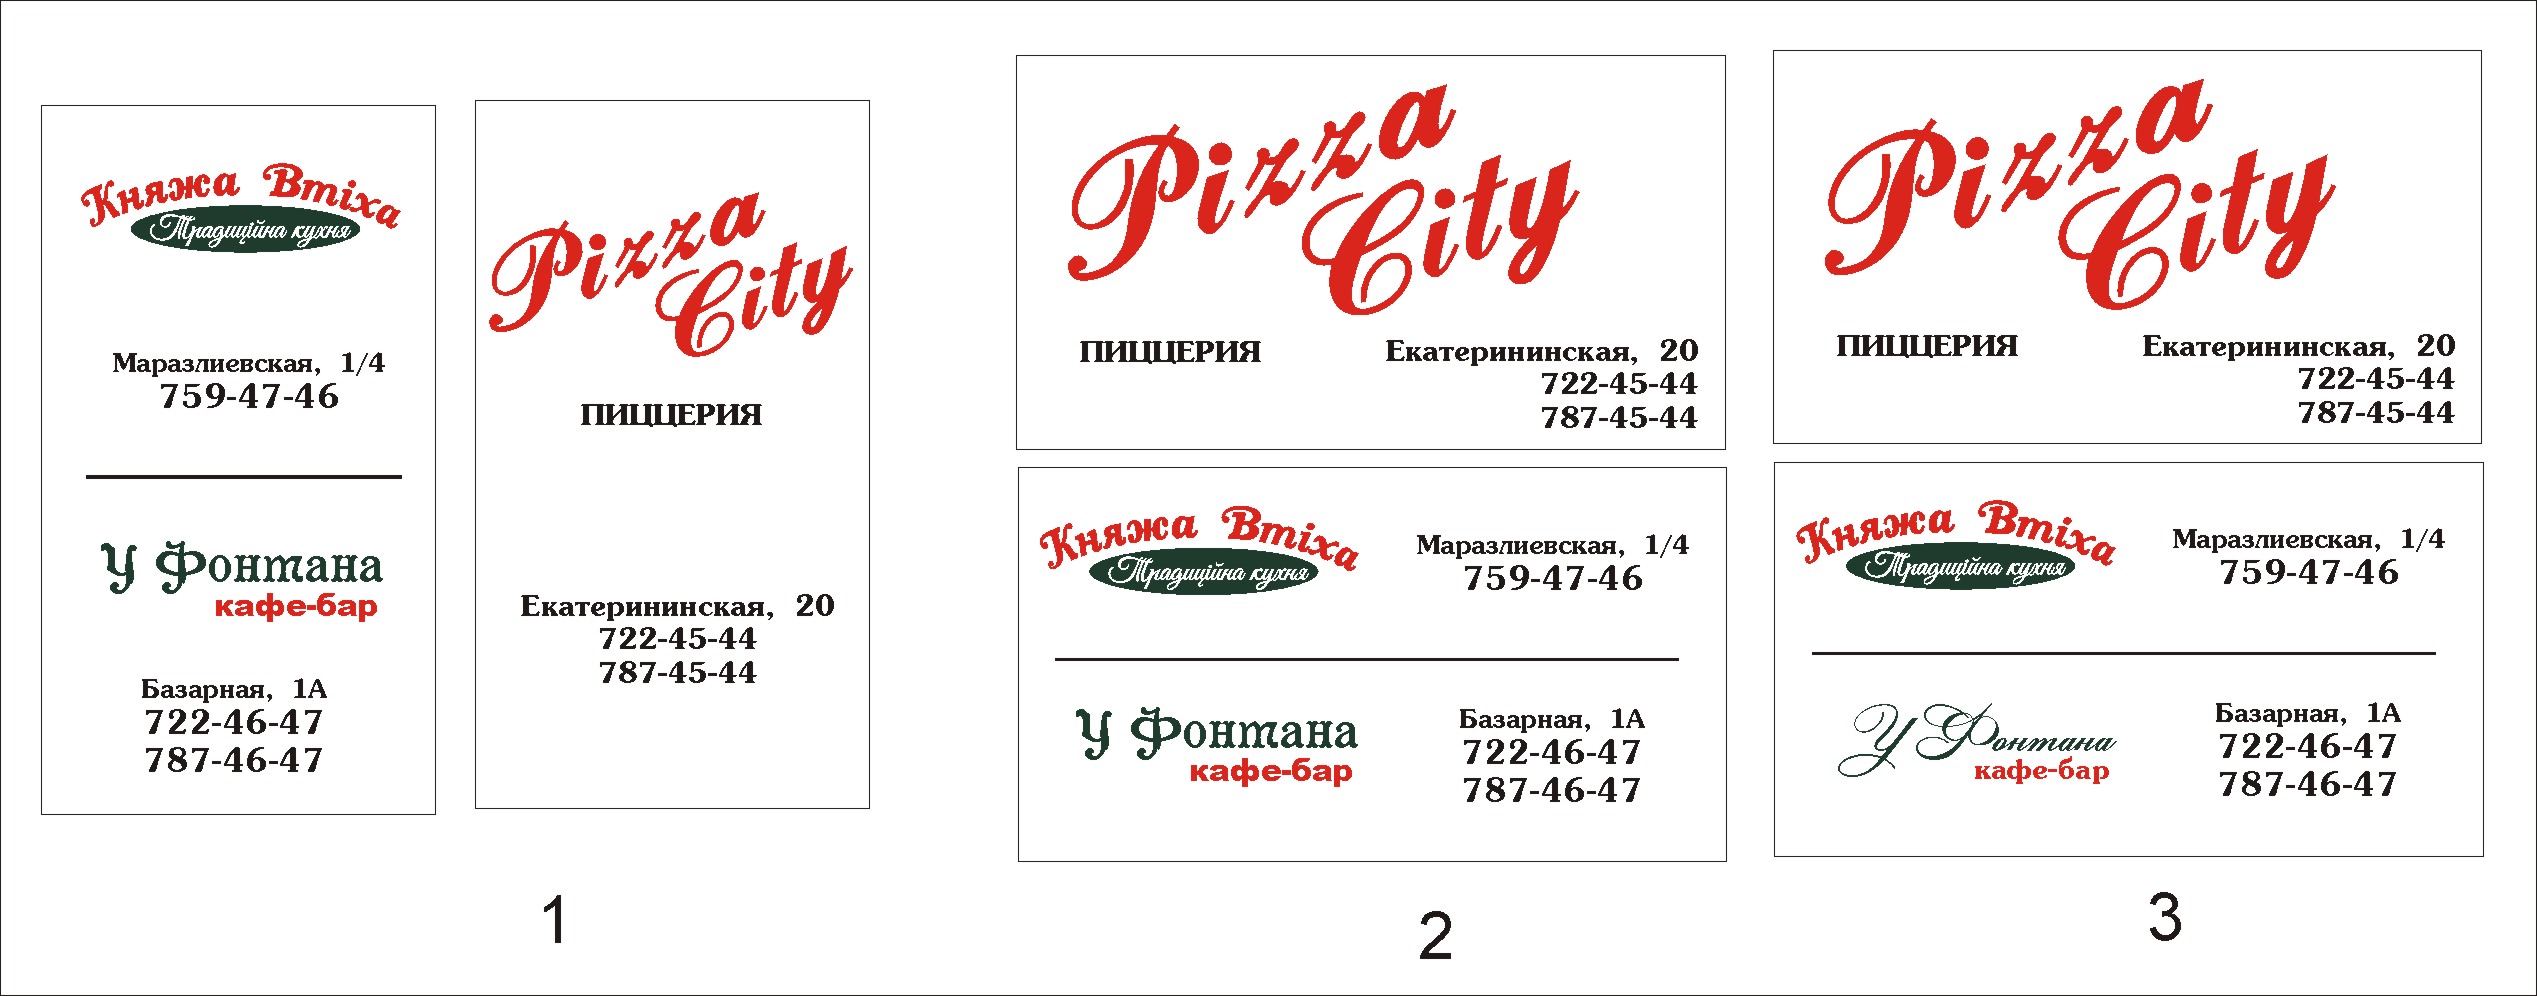 Княжа Втіха
Традиційна кухня
Маразлиевская, 1/4
759-47-46
У Фонтана
кафе-бар
Базарная, 1А
722-46-47
787-46-47
Pizza
City
ПИЦЦЕРИЯ
Екатерининская, 20
722-45-44
787-45-44
1
Pizza
City
ПИЦЦЕРИЯ
Екатерининская, 20
722-45-44
787-45-44
Княжа Втіха
Традиційна кухня
Маразлиевская, 1/4
759-47-46
У Фонтана
кафе-бар
Базарная, 1А
722-46-47
787-46-47
2
Pizza
City
ПИЦЦЕРИЯ
Екатерининская, 20
722-45-44
787-45-44
Княжа Втіха
Традиційна кухня
Маразлиевская, 1/4
759-47-46
У Фонтана
кафе-бар
Базарная, 1А
722-46-47
787-46-47
3